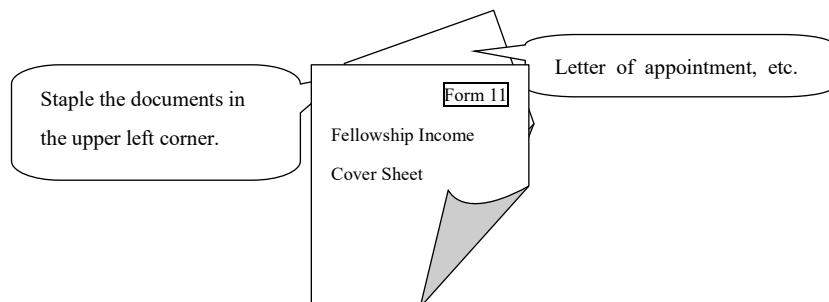 Letter of appointment, etc.
Staple the documents in
the upper left corner.
Form 11
Fellowship Income
Cover Sheet